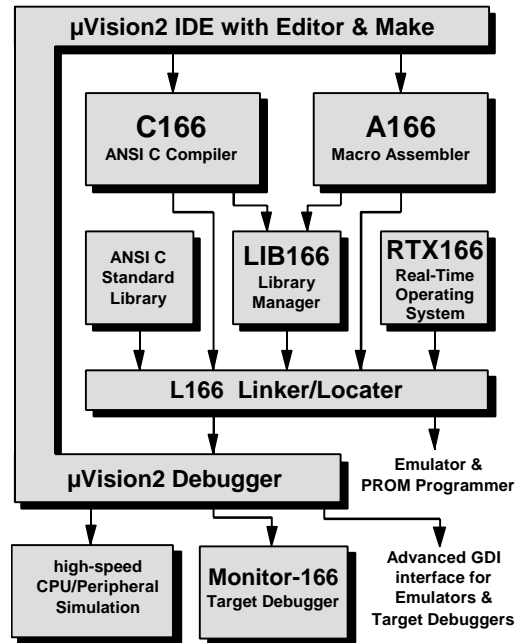 µVision2 IDE with Editor & Make
C166
ANSI C Compiler
A166
Macro Assembler
ANSI C
Standard
Library
LIB166
Library
Manager
RTX166
Real-Time
Operating
System
L166 Linker/Locater
µVision2 Debugger
Emulator &
PROM Programmer
high-speed
CPU/Peripheral
Simulation
Monitor-166
Target Debugger
Advanced GDI
interface for
Emulators &
Target Debuggers